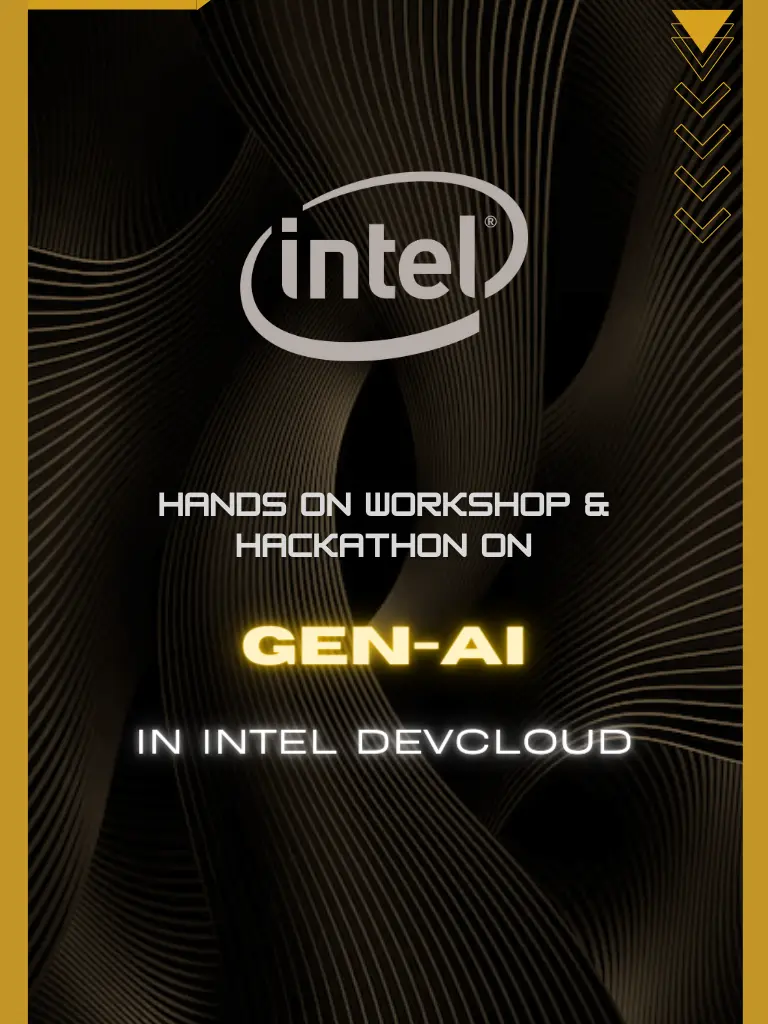 intel®
HANDS ON WORKSHOP &
HACKATHON ON
GEN-AI
IN INTEL DEVCLOUD